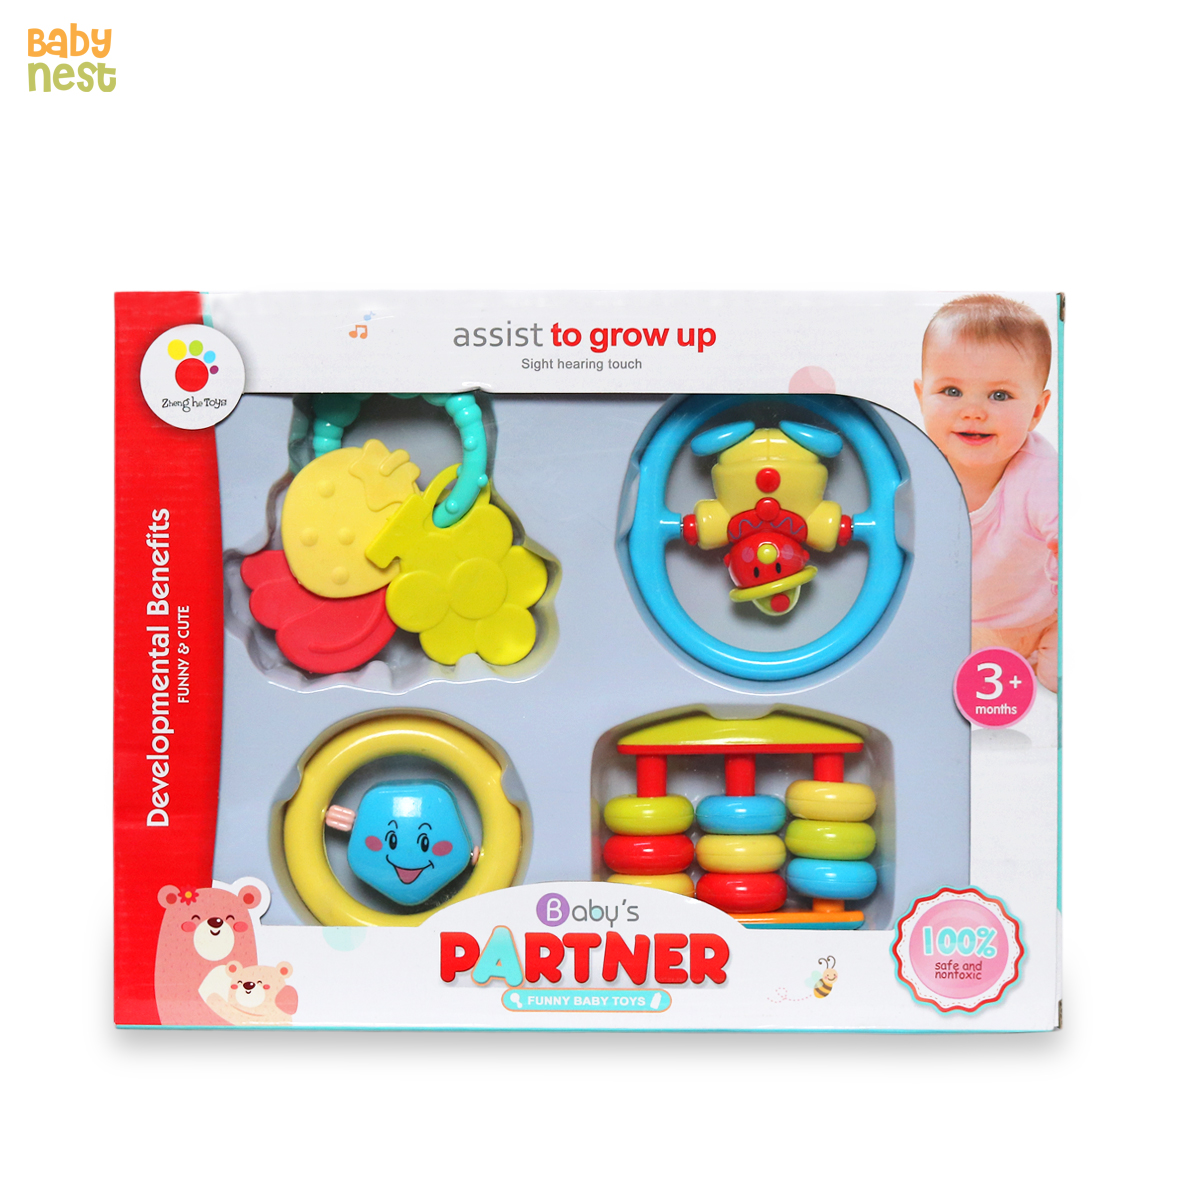 Baby
nest
assist to grow up
Sight hearing touch
Zheng he Toys
Developmental Benefits
FUNNY & CUTE
3+
months
Baby's
PARTNER
FUNNY BABY TOYS
100%
safe and
nontoxic